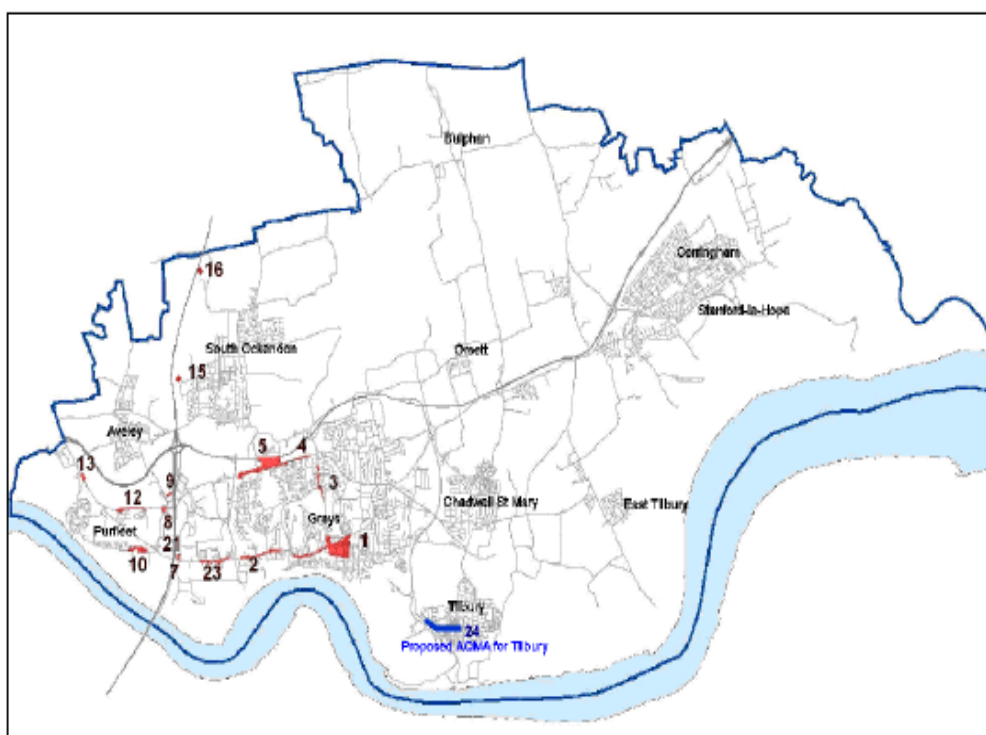 Bulphan
Corringham
16
Stanford-le-Hope
South Ockendon
Orsett
15
Aveley
5
4
13
9
3
12
Chadwell St Mary
East Tilbury
8
Grays
Purfleet
1
21
10
7
23
2
Tilbury
24
Proposed AQMA for Tilbury